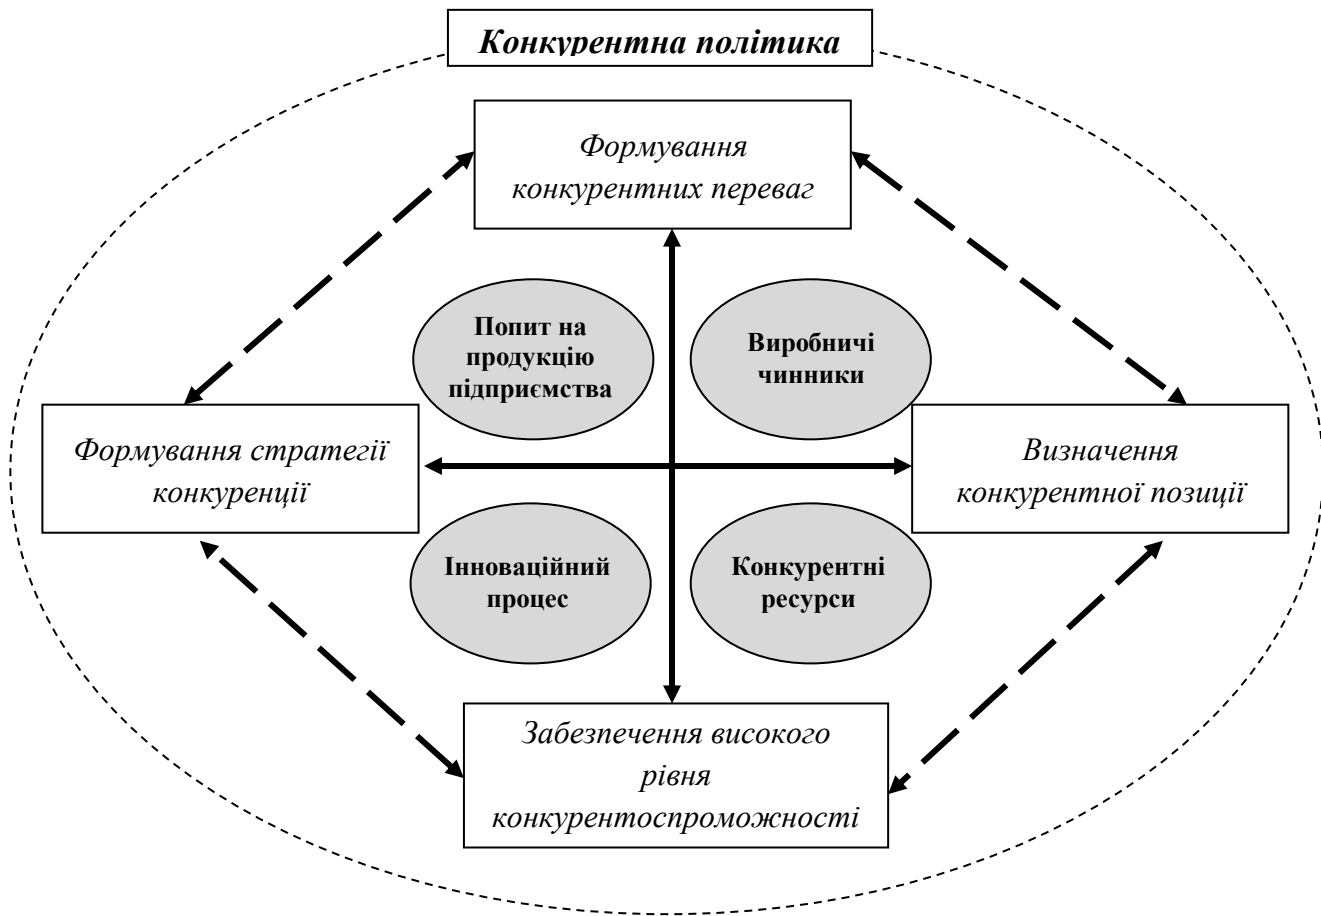 Конкурентна політика
Формування
конкурентних переваг
Попит на
продукцію
підприємства
Виробничі
чинники
Формування стратегії
конкуренції
Визначення
конкурентної позиції
Інноваційний
процес
Конкурентні
ресурси
Забезпечення високого
рівня
конкурентоспроможності